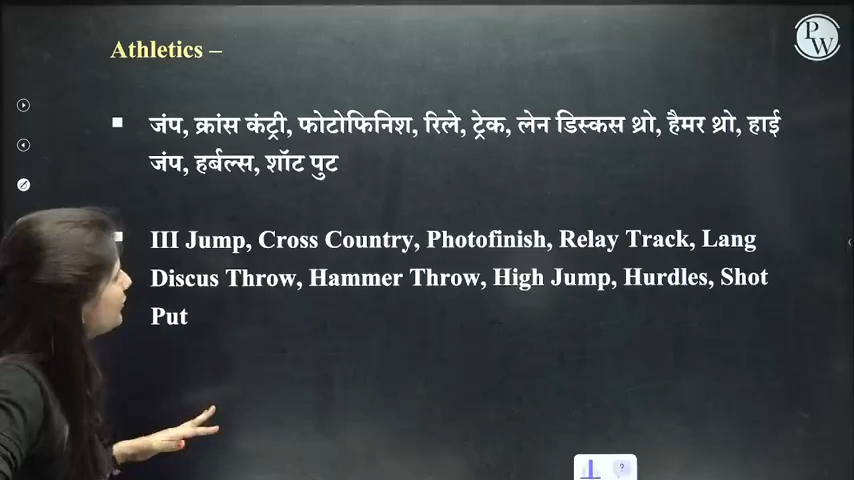 Athletics –
PW
जंप, क्रांस कंट्री, फोटोफिनिश, रिले, ट्रेक, लेन डिस्कस थ्रो, हैमर थ्रो, हाई
जंप, हर्बल्स, शॉट पुट
III Jump, Cross Country, Photofinish, Relay Track, Lang
Discus Throw, Hammer Throw, High Jump, Hurdles, Shot
Put
?